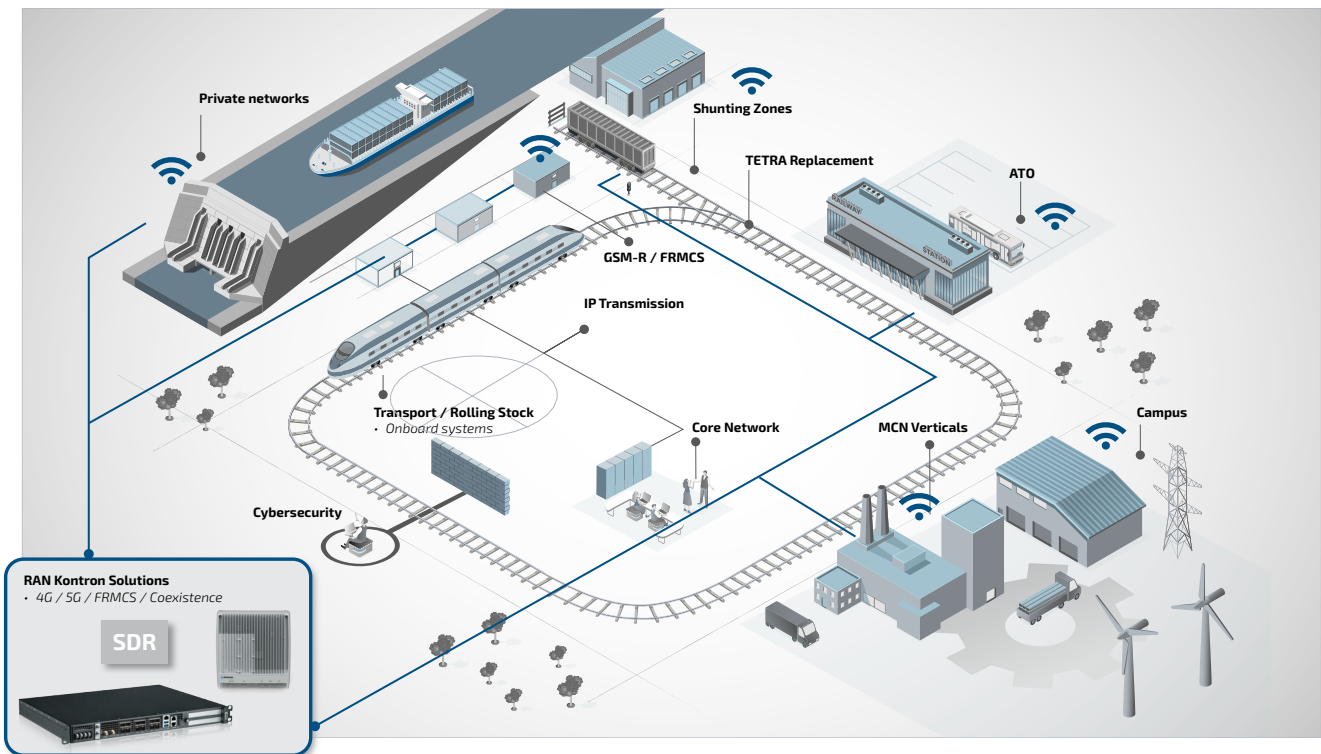 Private networks
Shunting Zones
TETRA Replacement
ATO
RAILWAY
STATION
GSM-R / FRMCS
IP Transmission
Transport / Rolling Stock
• Onboard systems
Core Network
MCN Verticals
Campus
Cybersecurity
RAN Kontron Solutions
• 4G / 5G / FRMCS / Coexistence
SDR